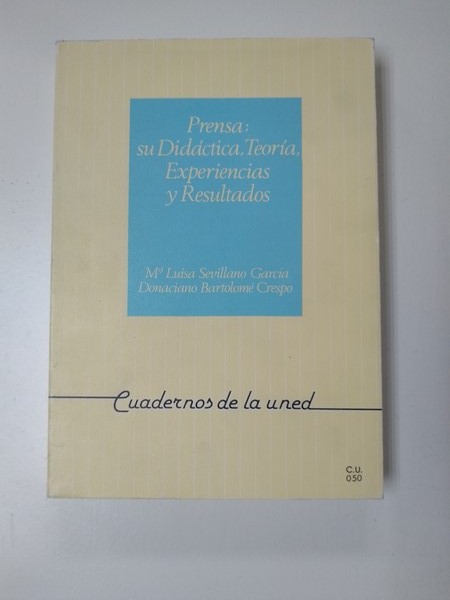 Prensa:
su Didáctica, Teoría,
Experiencias
y Resultados
Mª Luisa Sevillano García
Donaciano Bartolomé Crespo
Cuadernos de la uned
C.U.
050